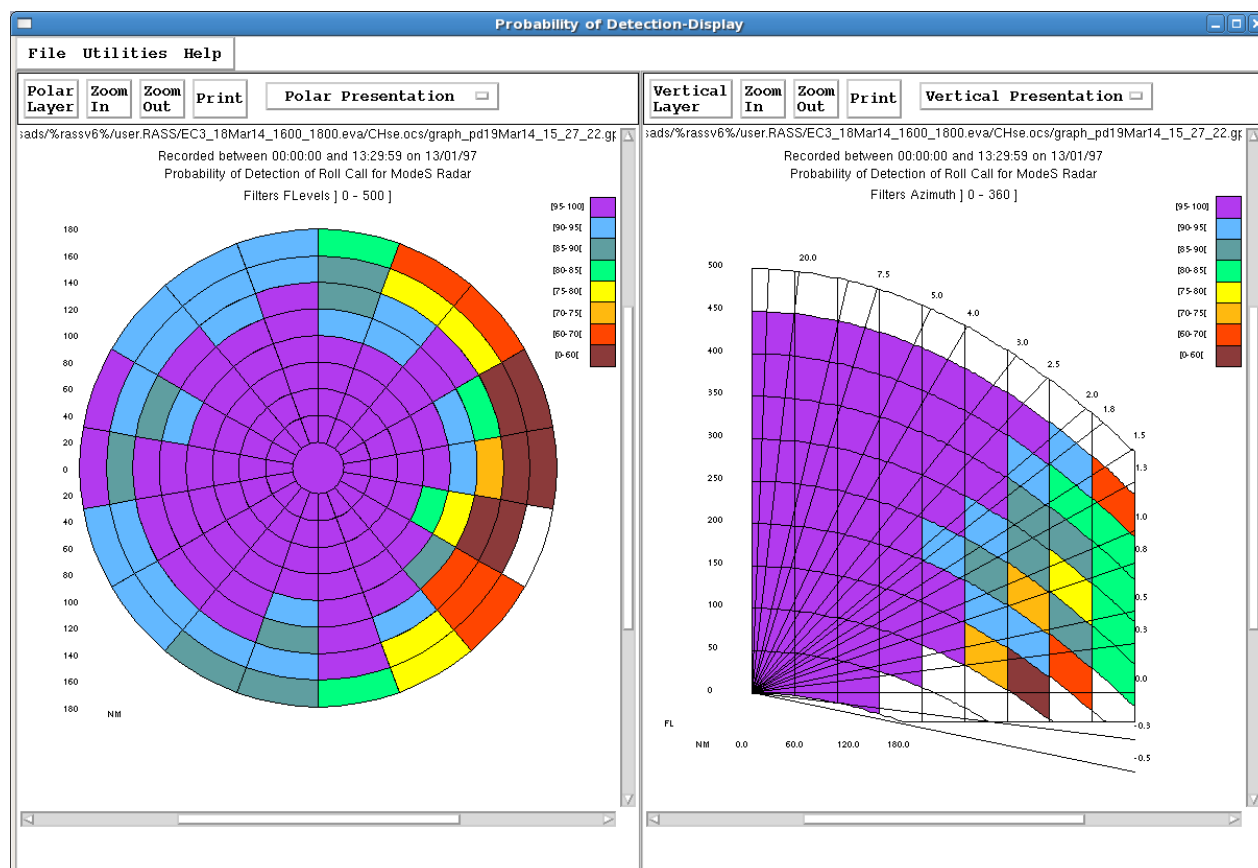 Probability of Detection-Display
File Utilities Help
Polar Layer
Zoom In
Zoom Out
Print
Polar Presentation
sads/%rassv6%/user.RASS/EC3_18Mar14_1600_1800.eva/CHse.ocs/graph_pd19Mar14_15_27_22.gp
Recorded between 00:00:00 and 13:29:59 on 13/01/97
Probability of Detection of Roll Call for ModeS Radar
Filters FLevels ] 0 - 500 ]
[95-100]
[90-95[
[85-90[
[80-85[
[75-80[
[70-75[
[60-70[
[0-60[
180
160
140
120
100
80
60
40
20
0
20
40
60
80
100
120
140
160
180
NM
Vertical Layer
Zoom In
Zoom Out
Print
Vertical Presentation
sads/%rassv6%/user.RASS/EC3_18Mar14_1600_1800.eva/CHse.ocs/graph_pd19Mar14_15_27_22.gp
Recorded between 00:00:00 and 13:29:59 on 13/01/97
Probability of Detection of Roll Call for ModeS Radar
Filters Azimuth ] 0 - 360 ]
[95-100]
[90-95[
[85-90[
[80-85[
[75-80[
[70-75[
[60-70[
[0-60[
500
450
400
350
300
250
200
150
100
50
0
FL
20.0
7.5
5.0
4.0
3.0
2.5
2.0
1.8
1.5
1.3
1.0
0.8
0.5
0.3
0.0
-0.3
-0.5
NM 0.0 60.0 120.0 180.0